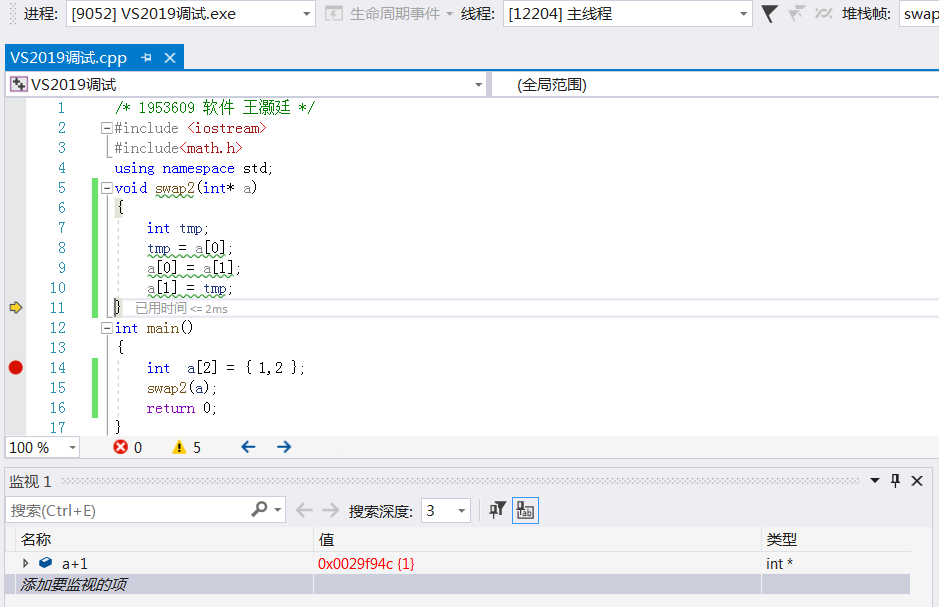 进程: [9052] VS2019调试.exe 生命周期事件 线程: [12204] 主线程 堆栈帧: swap
VS2019调试.cpp
VS2019调试 (全局范围)
1 /* 1953609 软件 王灏廷 */
2 #include <iostream>
3 #include<math.h>
4 using namespace std;
5 void swap2(int* a)
6 {
7 int tmp;
8 tmp = a[0];
9 a[0] = a[1];
10 a[1] = tmp;
11 } 已用时间 <= 2ms
12 int main()
13 {
14 int  a[2] = { 1,2 };
15 swap2(a);
16 return 0;
17 }
100 % 0 5
监视 1
搜索(Ctrl+E) 搜索深度: 3
名称 值 类型
a+1 0x0029f94c {1} int *
添加要监视的项